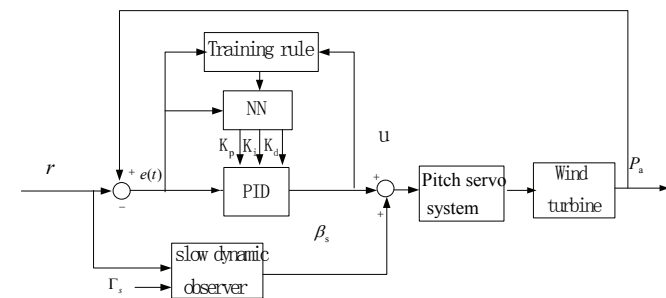 Training rule
NN
K_p K_i K_d
u
r
+ e(t)
−
PID
+
+
Pitch servo
system
Wind
turbine
P_a
β_s
slow dynamic
observer
Γ_s